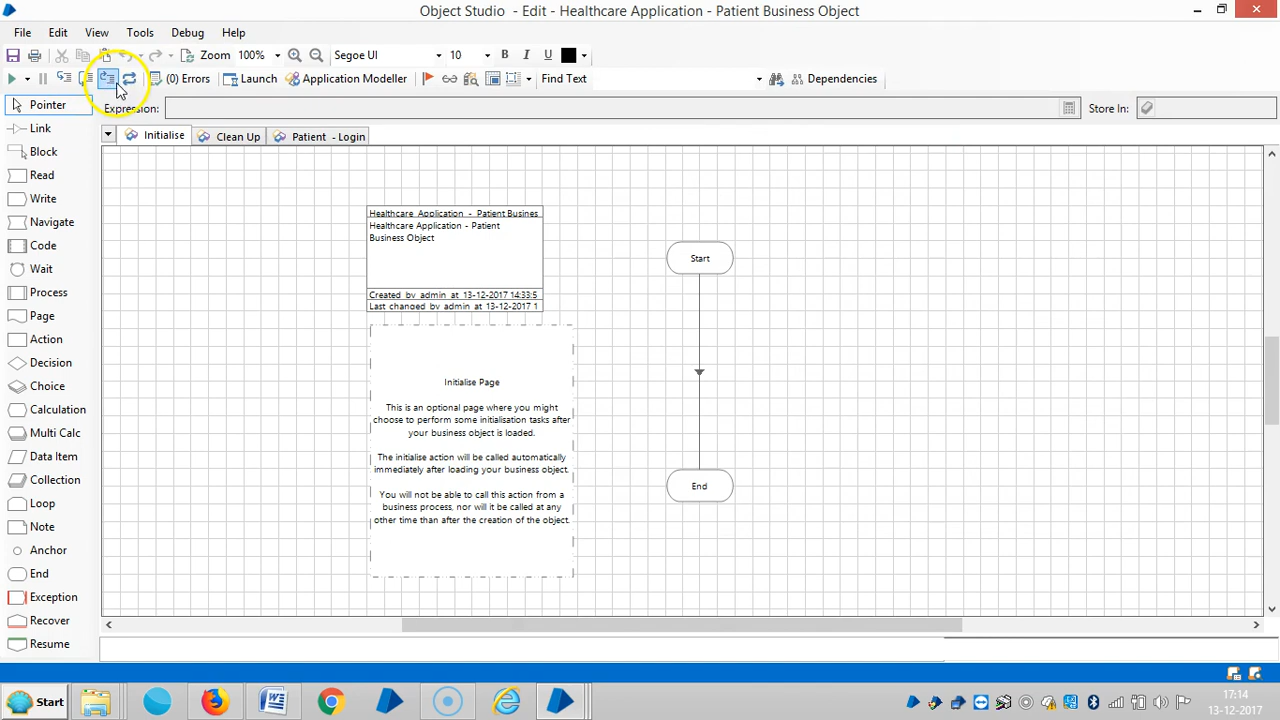 Object Studio - Edit - Healthcare Application - Patient Business Object
File Edit View Tools Debug Help
Zoom 100% Segoe UI 10 B I U
(0) Errors Launch Application Modeller Find Text Dependencies
Pointer
Expression: Store In:
Link
Initialise Clean Up Patient - Login
Block
Read
Write
Navigate
Code
Wait
Process
Page
Action
Decision
Choice
Calculation
Multi Calc
Data Item
Collection
Loop
Note
Anchor
End
Exception
Recover
Resume
Healthcare Application - Patient Busines
Healthcare Application - Patient
Business Object
Created by admin at 13-12-2017 14:33:5
Last changed by admin at 13-12-2017 1
Initialise Page
This is an optional page where you might
choose to perform some initialisation tasks after
your business object is loaded.
The initialise action will be called automatically
immediately after loading your business object.
You will not be able to call this action from a
business process, nor will it be called at any
other time than after the creation of the object.
Start
End
Start
17:14
13-12-2017